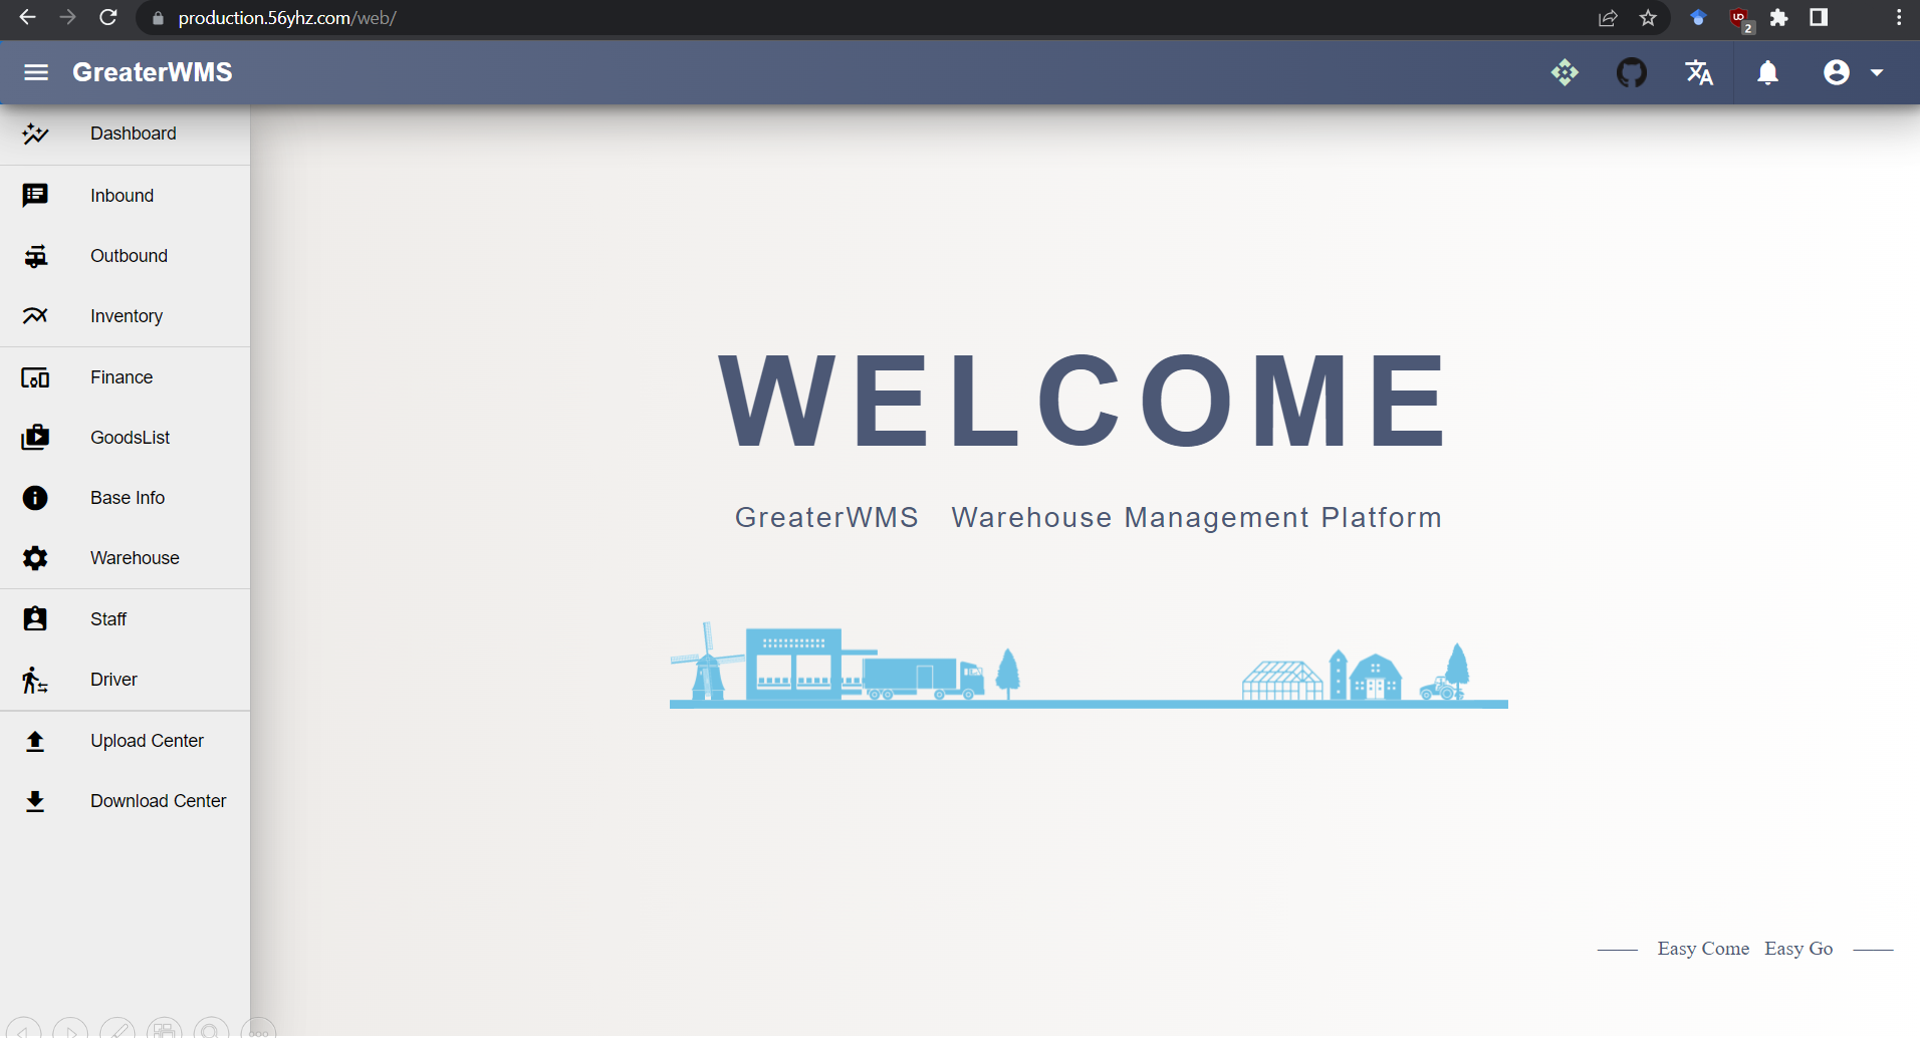 production.56yhz.com/web/
2
GreaterWMS
Dashboard
Inbound
Outbound
Inventory
Finance
GoodsList
Base Info
Warehouse
Staff
Driver
Upload Center
Download Center
WELCOME
GreaterWMS Warehouse Management Platform
Easy Come Easy Go